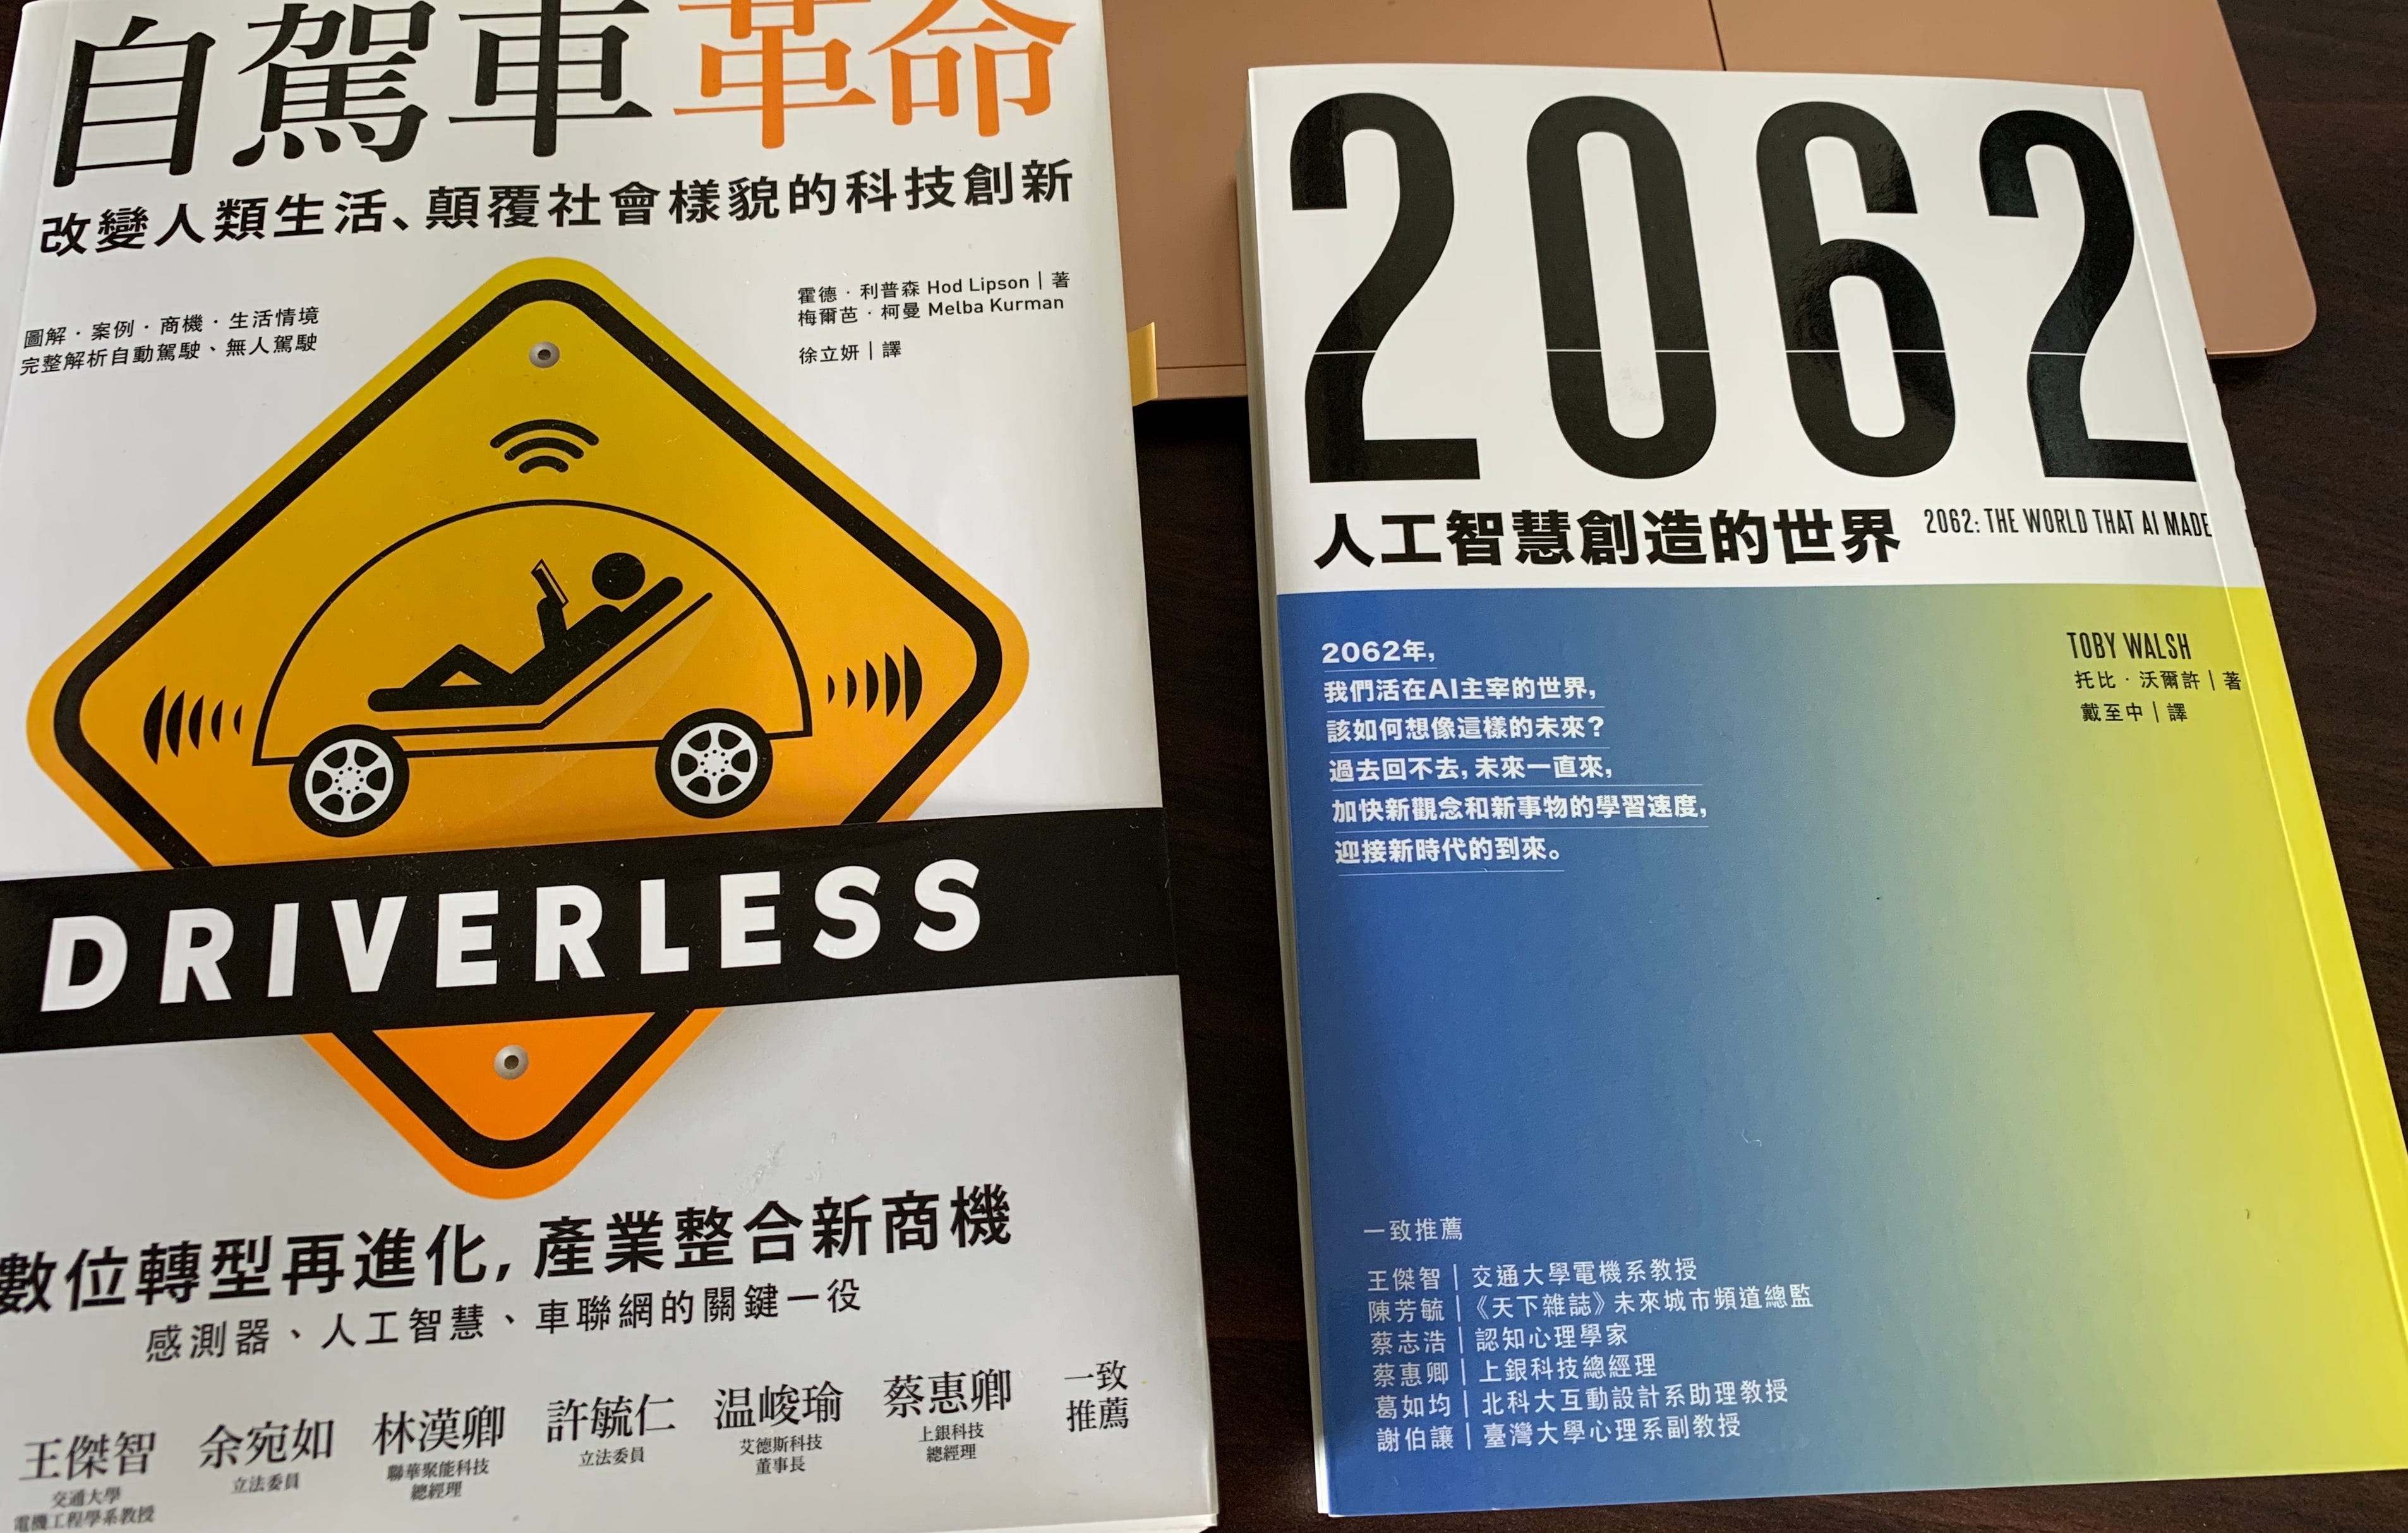 自駕車革命
改變人類生活、顛覆社會樣貌的科技創新
圖解・案例・商機・生活情境
完整解析自動駕駛、無人駕駛
霍德・利普森 Hod Lipson｜著
梅爾芭・柯曼 Melba Kurman
徐立妍｜譯
DRIVERLESS
數位轉型再進化，產業整合新商機
感測器、人工智慧、車聯網的關鍵一役
王傑智
交通大學
電機工程學系教授
余宛如
立法委員
林漢卿
聯華聚能科技
總經理
許毓仁
立法委員
温峻瑜
艾德斯科技
董事長
蔡惠卿
上銀科技
總經理
一致
推薦
2062
人工智慧創造的世界
2062: THE WORLD THAT AI MADE
2062年，
我們活在AI主宰的世界，
該如何想像這樣的未來？
過去回不去，未來一直來，
加快新觀念和新事物的學習速度，
迎接新時代的到來。
TOBY WALSH
托比・沃爾許｜著
戴至中｜譯
一致推薦
王傑智｜交通大學電機系教授
陳芳毓｜《天下雜誌》未來城市頻道總監
蔡志浩｜認知心理學家
蔡惠卿｜上銀科技總經理
葛如均｜北科大互動設計系助理教授
謝伯讓｜臺灣大學心理系副教授